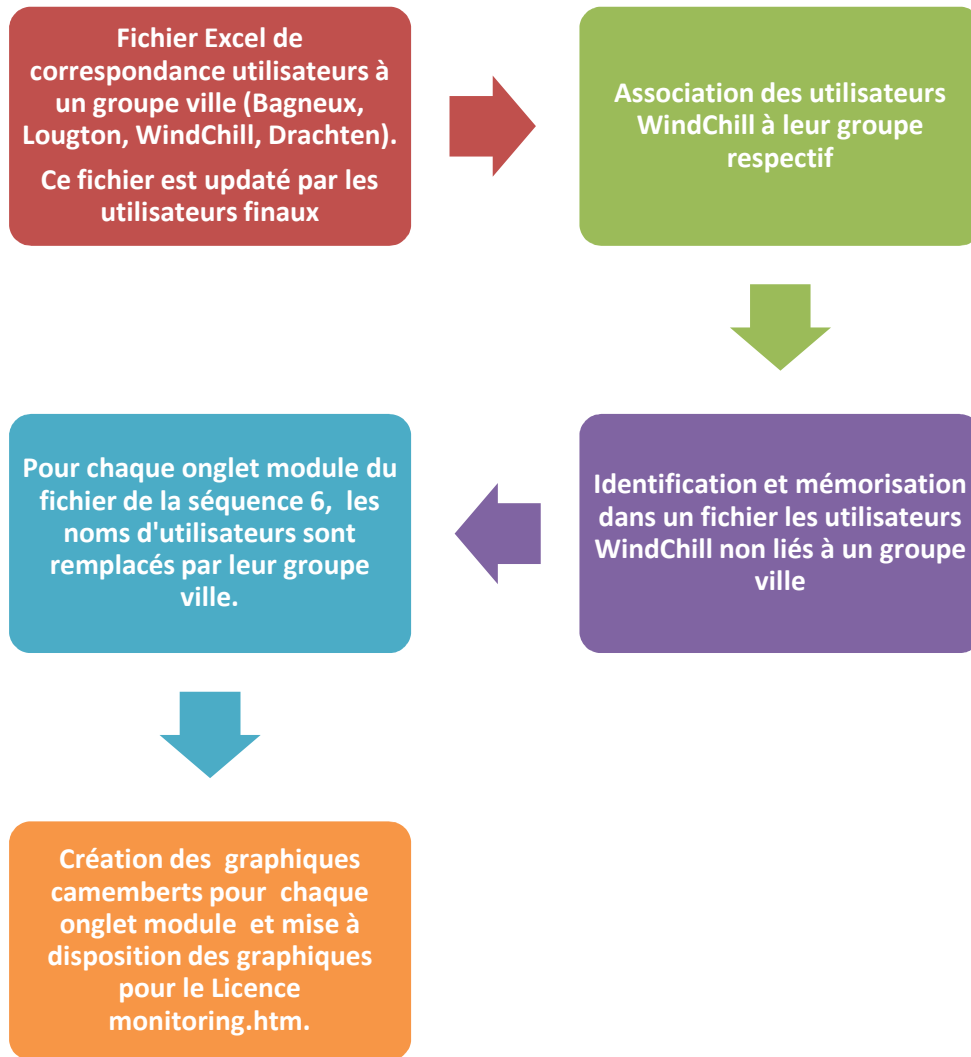 Fichier Excel de
correspondance utilisateurs à
un groupe ville (Bagneux,
Lougton, WindChill, Drachten).
Ce fichier est updaté par les
utilisateurs finaux
Association des utilisateurs
WindChill à leur groupe
respectif
Identification et mémorisation
dans un fichier les utilisateurs
WindChill non liés à un groupe
ville
Pour chaque onglet module du
fichier de la séquence 6, les
noms d'utilisateurs sont
remplacés par leur groupe
ville.
Création des graphiques
camemberts pour chaque
onglet module et mise à
disposition des graphiques
pour le Licence
monitoring.htm.